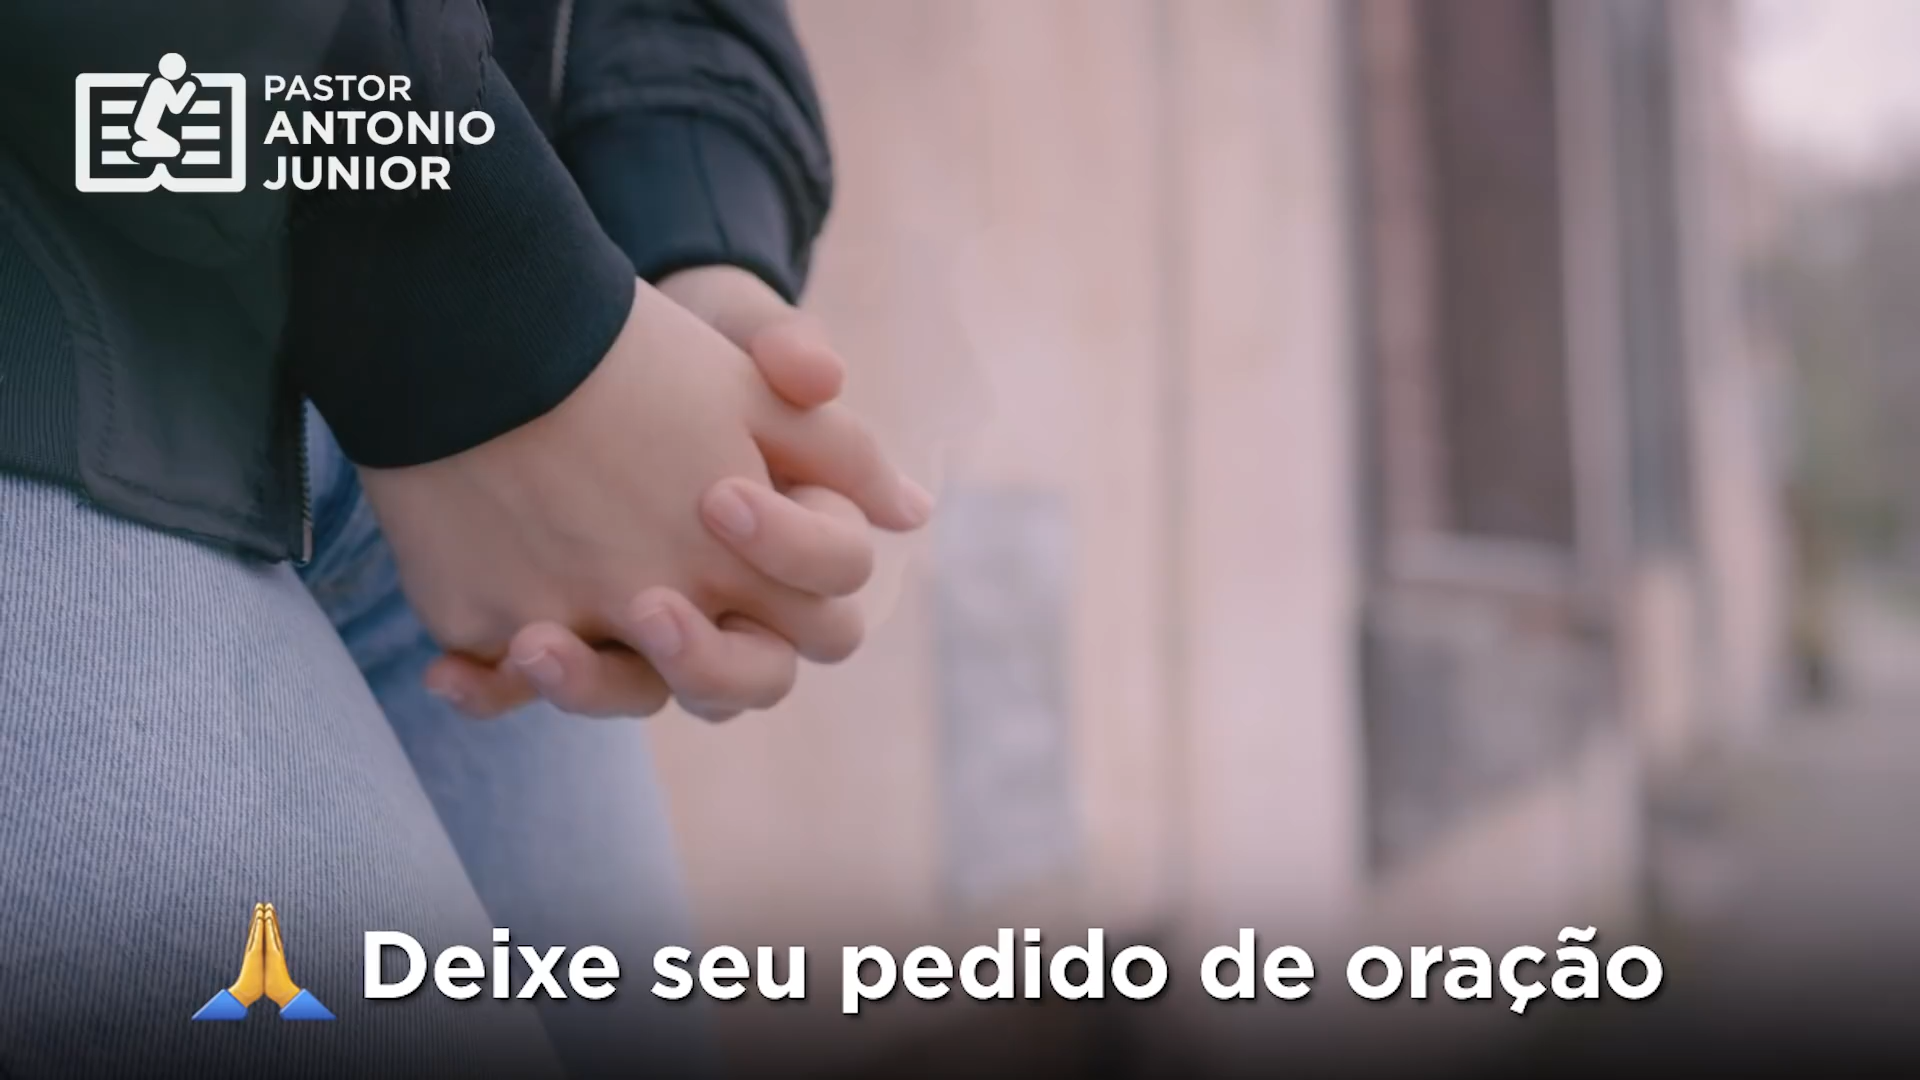 PASTOR
ANTONIO
JUNIOR
🙏 Deixe seu pedido de oração